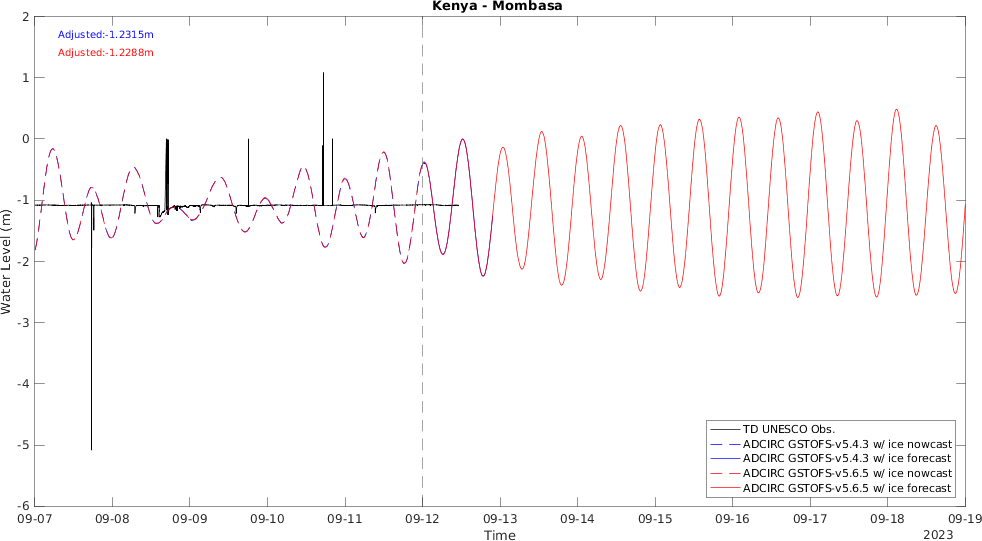 Kenya - Mombasa
Adjusted:-1.2315m
Adjusted:-1.2288m
2
1
0
-1
-2
-3
-4
-5
-6
Water Level (m)
TD UNESCO Obs.
ADCIRC GSTOFS-v5.4.3 w/ ice nowcast
ADCIRC GSTOFS-v5.4.3 w/ ice forecast
ADCIRC GSTOFS-v5.6.5 w/ ice nowcast
ADCIRC GSTOFS-v5.6.5 w/ ice forecast
09-07 09-08 09-09 09-10 09-11 09-12 09-13 09-14 09-15 09-16 09-17 09-18 09-19
Time
2023